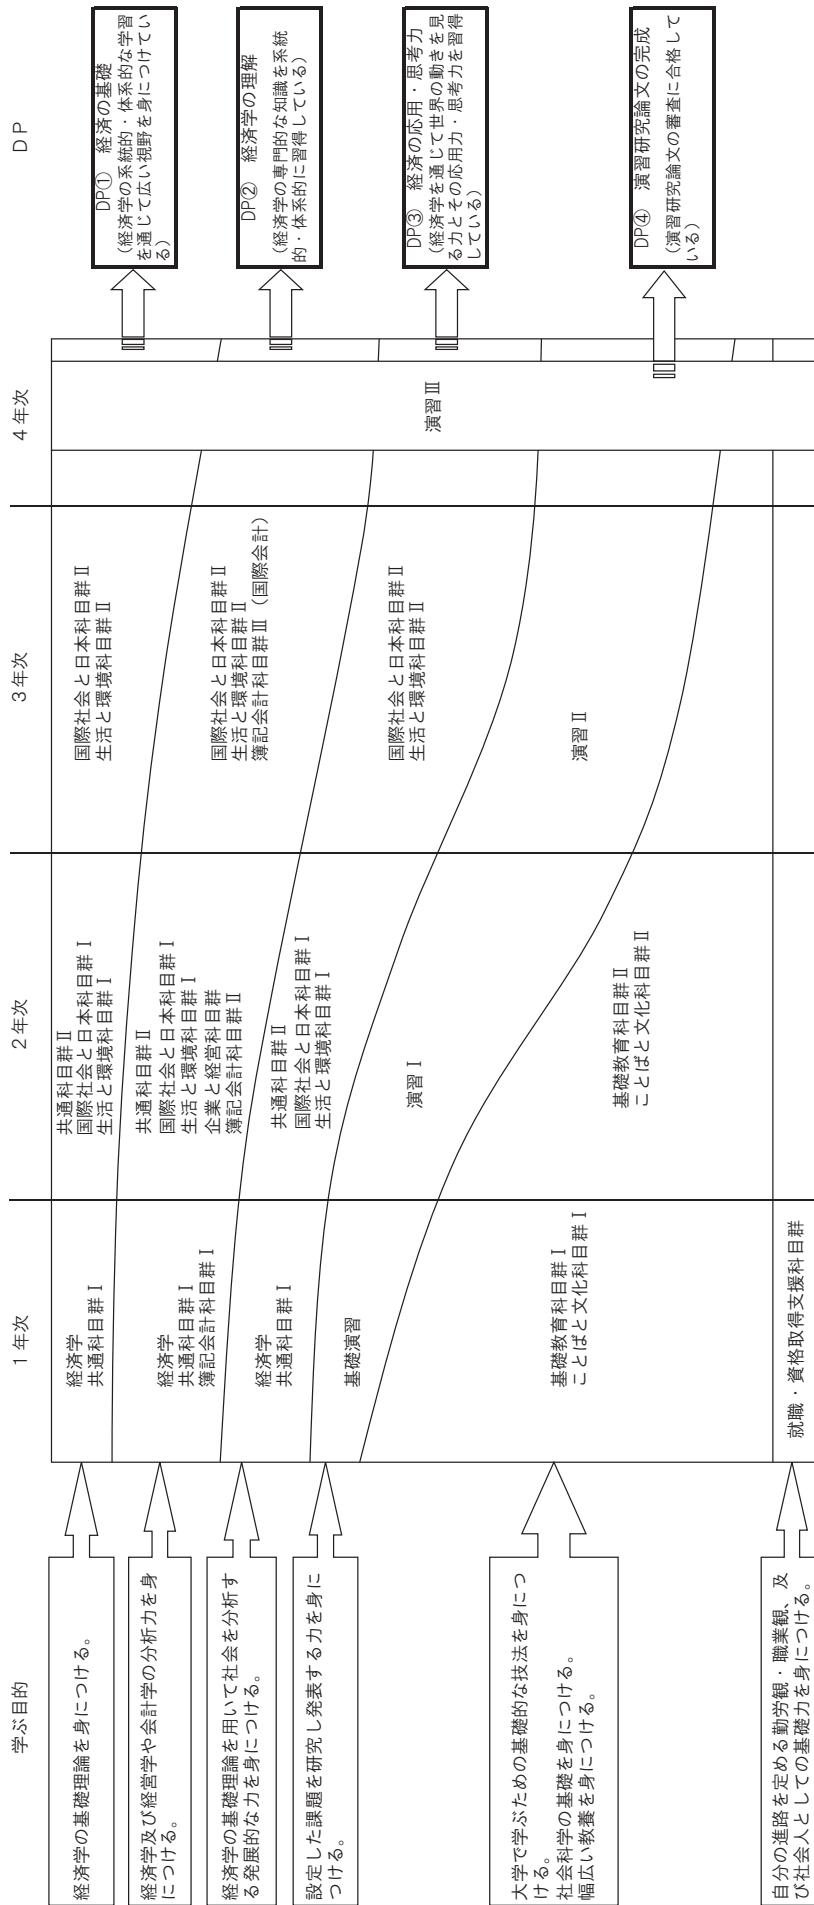 学ぶ目的
1年次
2年次
3年次
4年次
DP
経済学の基礎理論を身につける。
経済学
共通科目群Ⅰ
共通科目群Ⅱ
国際社会と日本科目群Ⅰ
生活と環境科目群Ⅰ
国際社会と日本科目群Ⅱ
生活と環境科目群Ⅱ
DP① 経済の基礎
（経済学の系統的・体系的な学習
を通じて広い視野を身につけてい
る）
経済学及び経営学や会計学の分析力を身
につける。
経済学
共通科目群Ⅰ
簿記会計科目群Ⅰ
共通科目群Ⅱ
国際社会と日本科目群Ⅰ
生活と環境科目群Ⅰ
企業と経営科目群
簿記会計科目群Ⅱ
国際社会と日本科目群Ⅱ
生活と環境科目群Ⅱ
簿記会計科目群Ⅲ（国際会計）
DP② 経済学の理解
（経済学の専門的な知識を系統
的・体系的に習得している）
経済学の基礎理論を用いて社会を分析す
る発展的な力を身につける。
経済学
共通科目群Ⅰ
共通科目群Ⅱ
国際社会と日本科目群Ⅰ
生活と環境科目群Ⅰ
国際社会と日本科目群Ⅱ
生活と環境科目群Ⅱ
DP③ 経済の応用・思考力
（経済学を通じて世界の動きを見
る力とその応用力・思考力を習得
している）
設定した課題を研究し発表する力を身に
つける。
基礎演習
演習Ⅰ
演習Ⅱ
演習Ⅲ
DP④ 演習研究論文の完成
（演習研究論文の審査に合格して
いる）
大学で学ぶための基礎的な技法を身につ
ける。
社会科学の基礎を身につける。
幅広い教養を身につける。
基礎教育科目群Ⅰ
ことばと文化科目群Ⅰ
基礎教育科目群Ⅱ
ことばと文化科目群Ⅱ
自分の進路を定める勤労観・職業観、及
び社会人としての基礎力を身につける。
就職・資格取得支援科目群